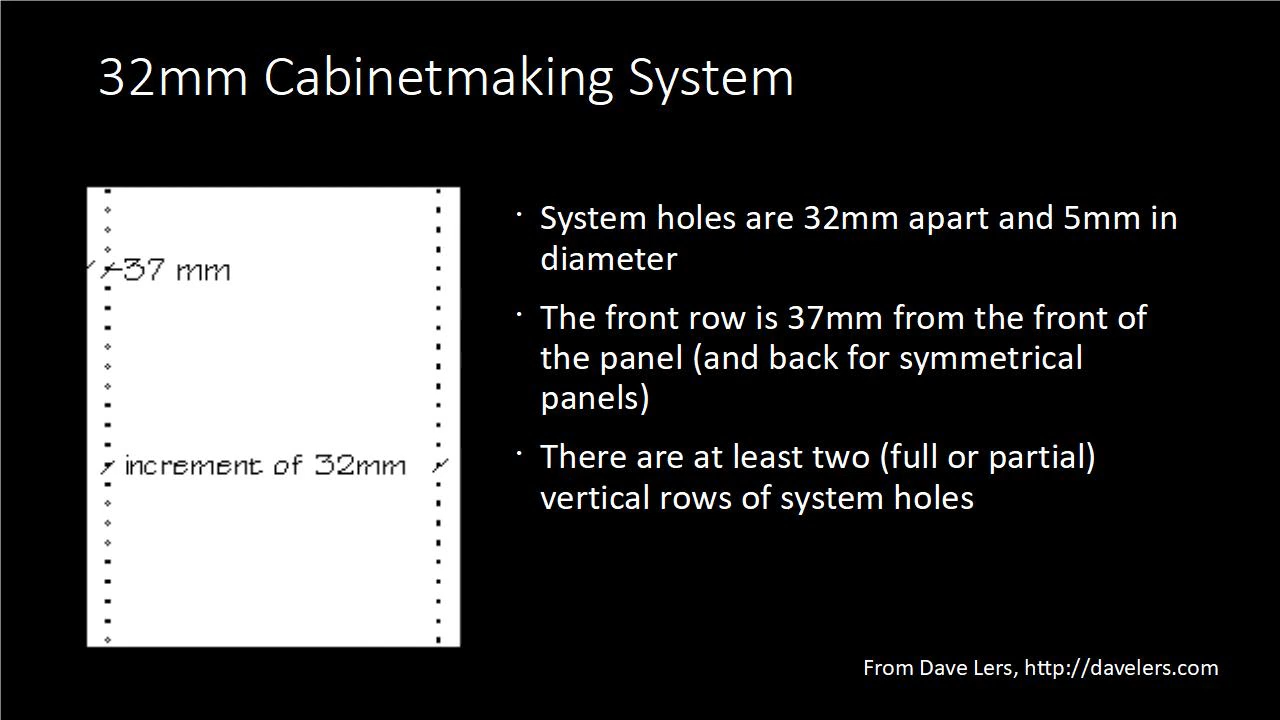 32mm Cabinetmaking System
37 mm
increment of 32mm
· System holes are 32mm apart and 5mm in
diameter
· The front row is 37mm from the front of
the panel (and back for symmetrical
panels)
· There are at least two (full or partial)
vertical rows of system holes
From Dave Lers, http://davelers.com